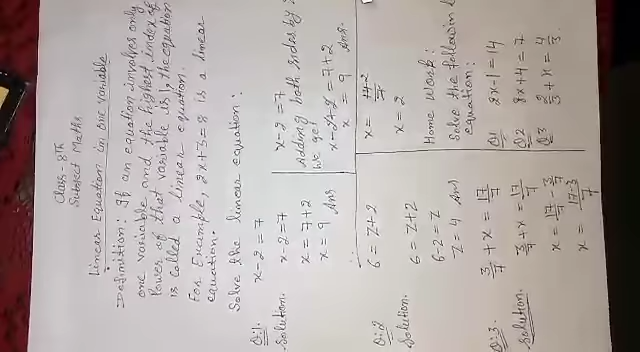 Class - 8th
Subject Maths
Linear Equation in one variable
Definition: If an equation involves only
one variable and the highest index of
Power of that variable is 1, the equation
is called a linear equation.
For Example, 2x+3=8 is a linear
equation.
Solve the linear equation:
Q:1. x-2=7
Solution. x-2=7
x=7+2
x=9 Ans
x-2=7
Adding both sides by
we get
x-2+2=7+2
x = 9 Ans.
Q:2 6=z+2
Solution. 6=z+2
6-2=z
z=4 Ans
Q:3. 3/7 + x = 17/7
Solution. 3/7 + x = 17/7
x = 17/7 - 3/7
x = 17-3/7
x = 
x = 2
Home Work:
Solve the following
equation:
Q1 2x-1=14
Q2 8x+4=7
Q3 2/3 + x = 4/3